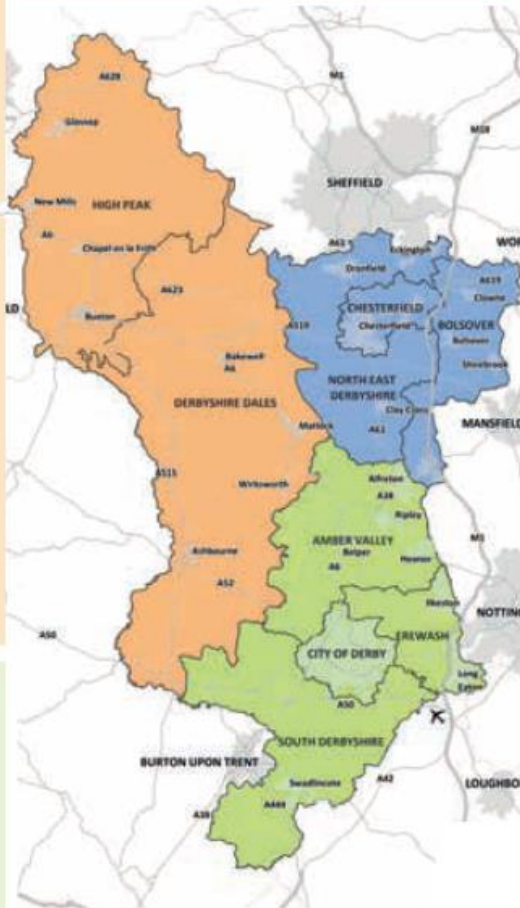 A628
M1
Glossop
M18
SHEFFIELD
New Mills
HIGH PEAK
A6
Chapel en le Frith
A61
Eckington
WO
Dronfield
A619
Clowne
A623
LD
Buxton
A619
CHESTERFIELD
Chesterfield
BOLSOVER
Bolsover
Shirebrook
Bakewell
A6
NORTH EAST
DERBYSHIRE
DERBYSHIRE DALES
Clay Cross
Matlock
A61
MANSFIELD
A515
Wirksworth
Alfreton
A38
Ripley
AMBER VALLEY
Belper
M1
Ashbourne
A6
Heanor
A52
Ilkeston
NOTTING
A50
EREWASH
CITY OF DERBY
Long
Eaton
A50
SOUTH DERBYSHIRE
BURTON UPON TRENT
A42
Swadlincote
LOUGHBO
A444
A38